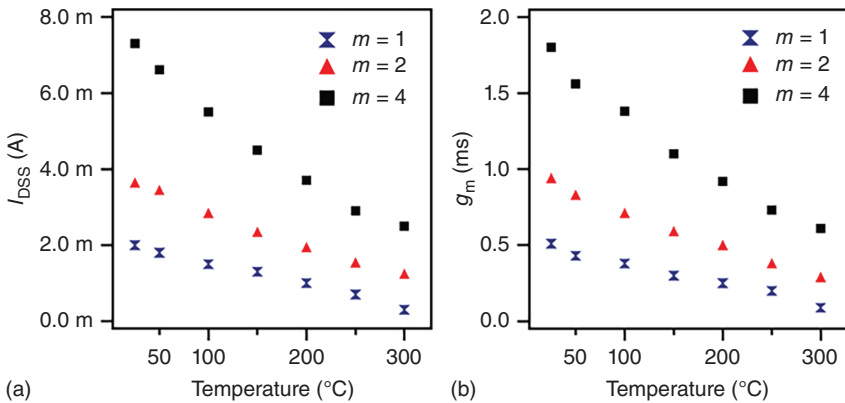 8.0 m
6.0 m
4.0 m
2.0 m
0.0 m
I_DSS (A)
m = 1
m = 2
m = 4
50 100 200 300
Temperature (°C)
(a)
2.0
1.5
1.0
0.5
0.0
g_m (ms)
m = 1
m = 2
m = 4
50 100 200 300
Temperature (°C)
(b)